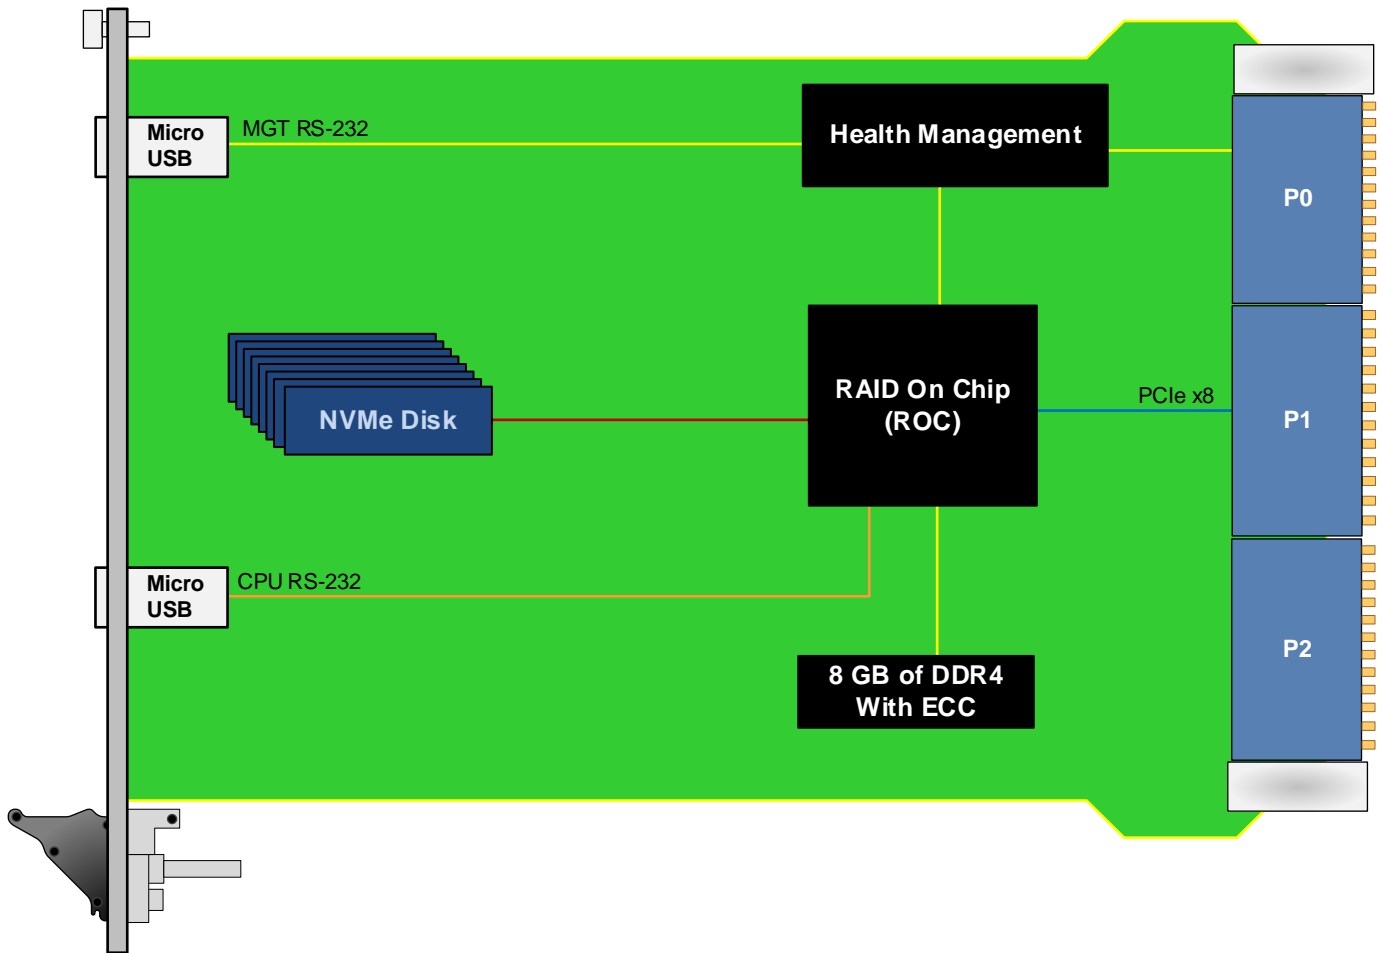 Micro
USB
MGT RS-232
Health Management
P0
NVMe Disk
RAID On Chip
(ROC)
PCIe x8
P1
Micro
USB
CPU RS-232
8 GB of DDR4
With ECC
P2